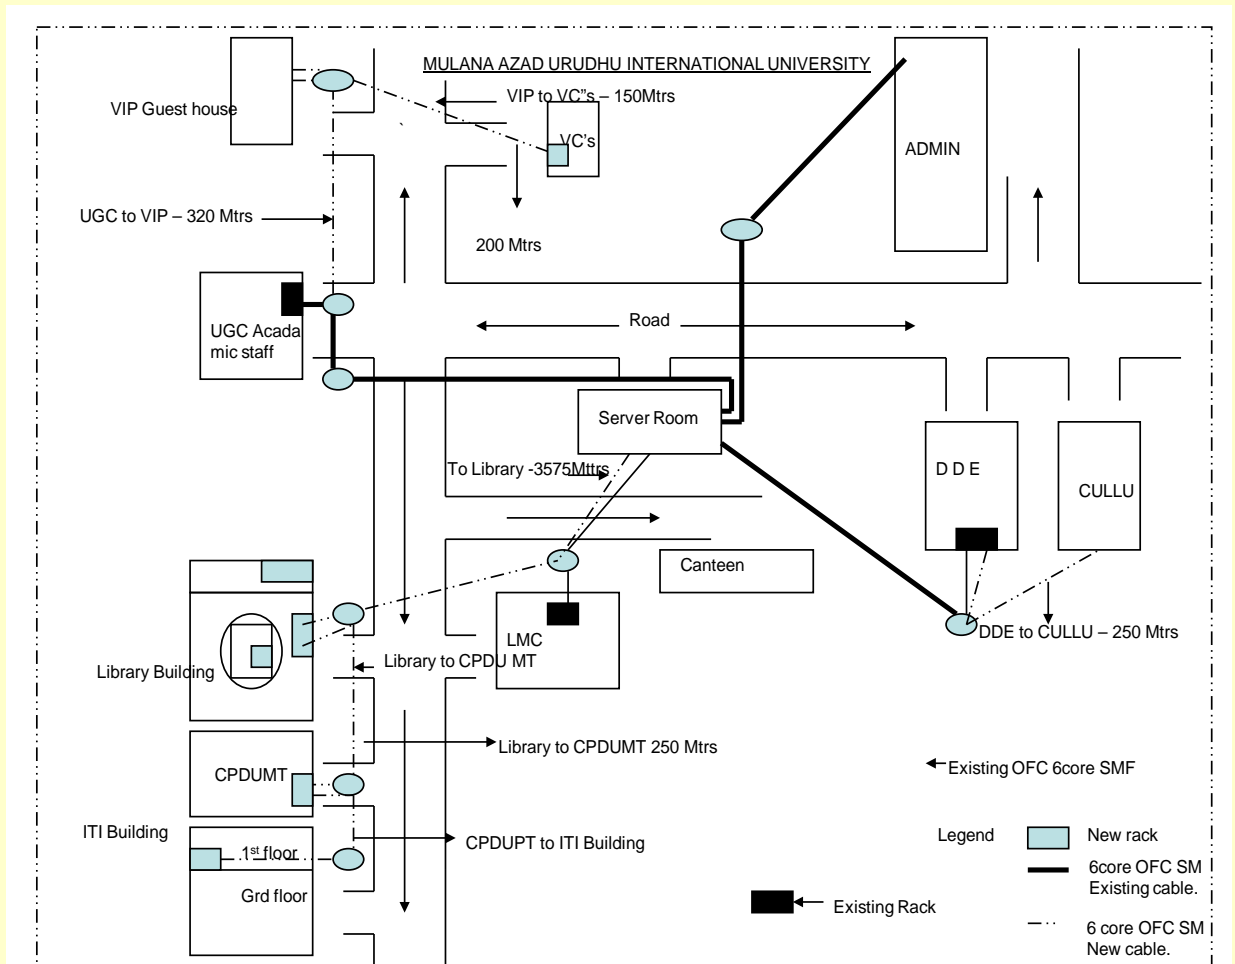 MULANA AZAD URUDHU INTERNATIONAL UNIVERSITY
VIP to VC"s – 150Mtrs
VIP Guest house
VC's
ADMIN
UGC to VIP – 320 Mtrs
200 Mtrs
Road
UGC Acada
mic staff
Server Room
To Library -3575Mttrs
D D E
CULLU
Canteen
LMC
DDE to CULLU – 250 Mtrs
Library to CPDU MT
Library Building
Library to CPDUMT 250 Mtrs
Existing OFC 6core SMF
CPDUMT
ITI Building
CPDUPT to ITI Building
Legend
New rack
1st floor
6core OFC SM
Existing cable.
Grd floor
Existing Rack
6 core OFC SM
New cable.